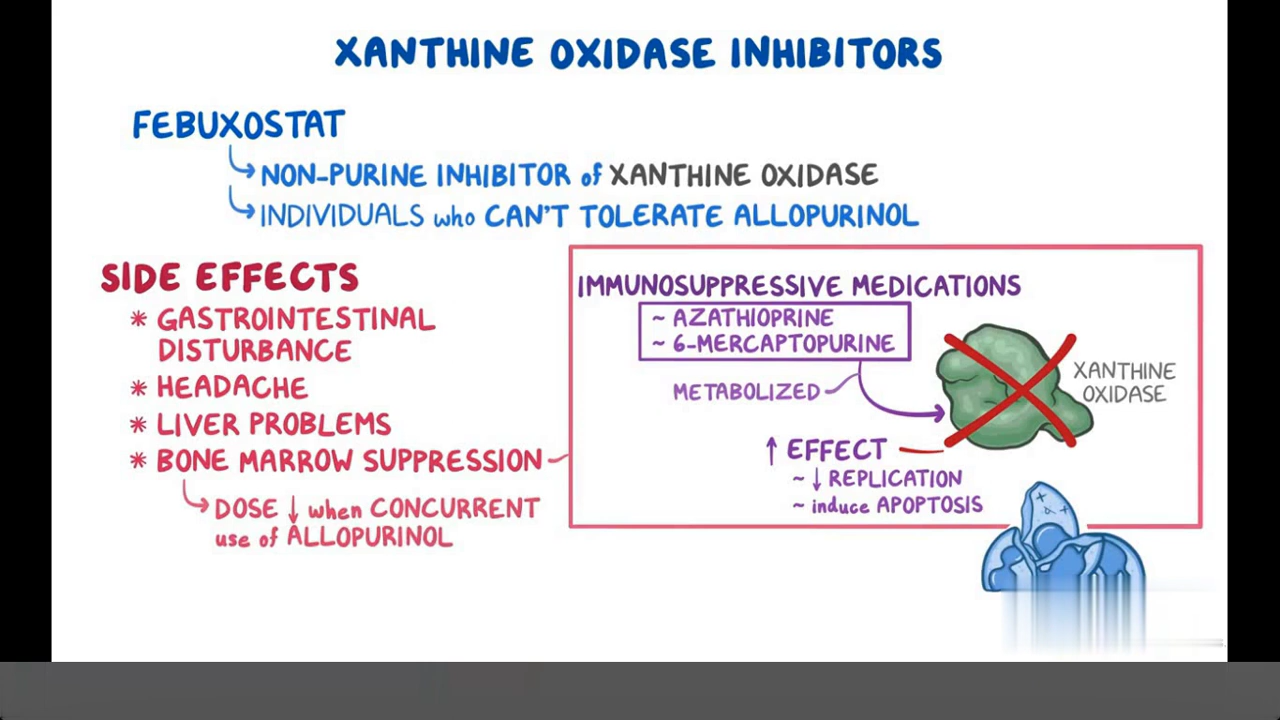 XANTHINE OXIDASE INHIBITORS
FEBUXOSTAT
NON-PURINE INHIBITOR of XANTHINE OXIDASE
INDIVIDUALS who CAN'T TOLERATE ALLOPURINOL
SIDE EFFECTS
* GASTROINTESTINAL
DISTURBANCE
* HEADACHE
* LIVER PROBLEMS
* BONE MARROW SUPPRESSION
DOSE ↓ when CONCURRENT
use of ALLOPURINOL
IMMUNOSUPPRESSIVE MEDICATIONS
~ AZATHIOPRINE
~ 6-MERCAPTOPURINE
METABOLIZED
XANTHINE
OXIDASE
↑ EFFECT
~ ↓ REPLICATION
~ induce APOPTOSIS